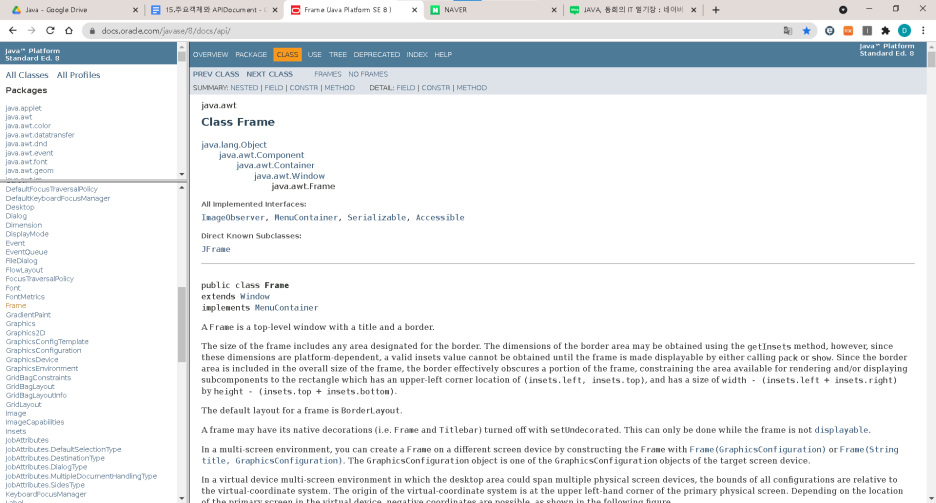 Java - Google Drive
15.주요객체와 APIDocument - G
Frame (Java Platform SE 8 )
NAVER
JAVA, 동희의 IT 일기장 : 네이버
docs.oracle.com/javase/8/docs/api/
Java™ Platform
Standard Ed. 8
All Classes All Profiles
Packages
java.applet
java.awt
java.awt.color
java.awt.datatransfer
java.awt.dnd
java.awt.event
java.awt.font
java.awt.geom
DefaultFocusTraversalPolicy
DefaultKeyboardFocusManager
Desktop
Dialog
Dimension
DisplayMode
Event
EventQueue
FileDialog
FlowLayout
FocusTraversalPolicy
Font
FontMetrics
Frame
GradientPaint
Graphics
Graphics2D
GraphicsConfigTemplate
GraphicsConfiguration
GraphicsDevice
GraphicsEnvironment
GridBagConstraints
GridBagLayout
GridBagLayoutInfo
GridLayout
Image
ImageCapabilities
Insets
JobAttributes
JobAttributes.DefaultSelectionType
JobAttributes.DestinationType
JobAttributes.DialogType
JobAttributes.MultipleDocumentHandlingType
JobAttributes.SidesType
KeyboardFocusManager
OVERVIEW PACKAGE CLASS USE TREE DEPRECATED INDEX HELP
Java™ Platform
Standard Ed. 8
PREV CLASS NEXT CLASS FRAMES NO FRAMES
SUMMARY: NESTED | FIELD | CONSTR | METHOD DETAIL: FIELD | CONSTR | METHOD
java.awt
Class Frame
java.lang.Object
java.awt.Component
java.awt.Container
java.awt.Window
java.awt.Frame
All Implemented Interfaces:
ImageObserver, MenuContainer, Serializable, Accessible
Direct Known Subclasses:
JFrame
public class Frame
extends Window
implements MenuContainer
A Frame is a top-level window with a title and a border.
The size of the frame includes any area designated for the border. The dimensions of the border area may be obtained using the getInsets method, however, since
these dimensions are platform-dependent, a valid insets value cannot be obtained until the frame is made displayable by either calling pack or show. Since the border
area is included in the overall size of the frame, the border effectively obscures a portion of the frame, constraining the area available for rendering and/or displaying
subcomponents to the rectangle which has an upper-left corner location of (insets.left, insets.top), and has a size of width - (insets.left + insets.right)
by height - (insets.top + insets.bottom).
The default layout for a frame is BorderLayout.
A frame may have its native decorations (i.e. Frame and Titlebar) turned off with setUndecorated. This can only be done while the frame is not displayable.
In a multi-screen environment, you can create a Frame on a different screen device by constructing the Frame with Frame(GraphicsConfiguration) or Frame(String
title, GraphicsConfiguration). The GraphicsConfiguration object is one of the GraphicsConfiguration objects of the target screen device.
In a virtual device multi-screen environment in which the desktop area could span multiple physical screen devices, the bounds of all configurations are relative to
the virtual-coordinate system. The origin of the virtual-coordinate system is at the upper left-hand corner of the primary physical screen. Depending on the location
of the primary screen in the virtual device, negative coordinates are possible, as shown in the following figure.